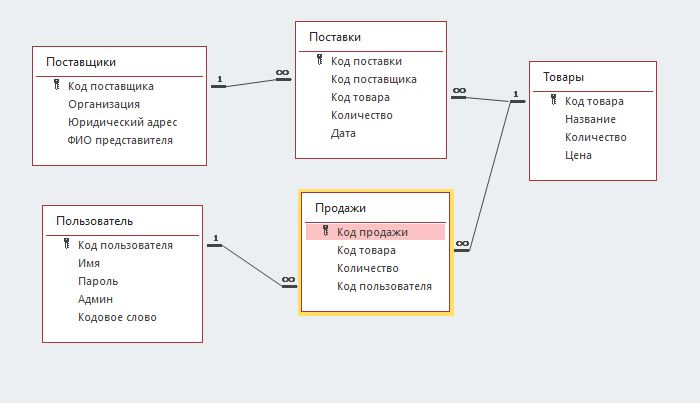 Поставщики
Код поставщика
Организация
Юридический адрес
ФИО представителя
Поставки
Код поставки
Код поставщика
Код товара
Количество
Дата
Товары
Код товара
Название
Количество
Цена
Пользователь
Код пользователя
Имя
Пароль
Админ
Кодовое слово
Продажи
Код продажи
Код товара
Количество
Код пользователя
1
∞
∞
1
1
∞
∞